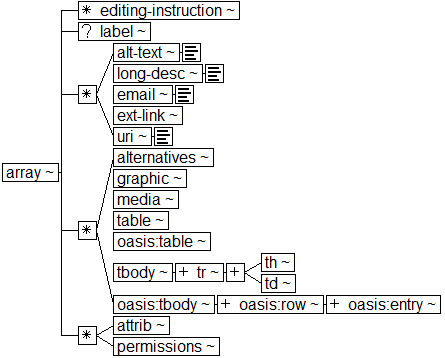 * editing-instruction ~
? label ~
alt-text ~
long-desc ~
* email ~
ext-link ~
uri ~
alternatives ~
graphic ~
array ~
media ~
* table ~
oasis:table ~
tbody ~ + tr ~ + th ~
td ~
oasis:tbody ~ + oasis:row ~ + oasis:entry ~
* attrib ~
permissions ~